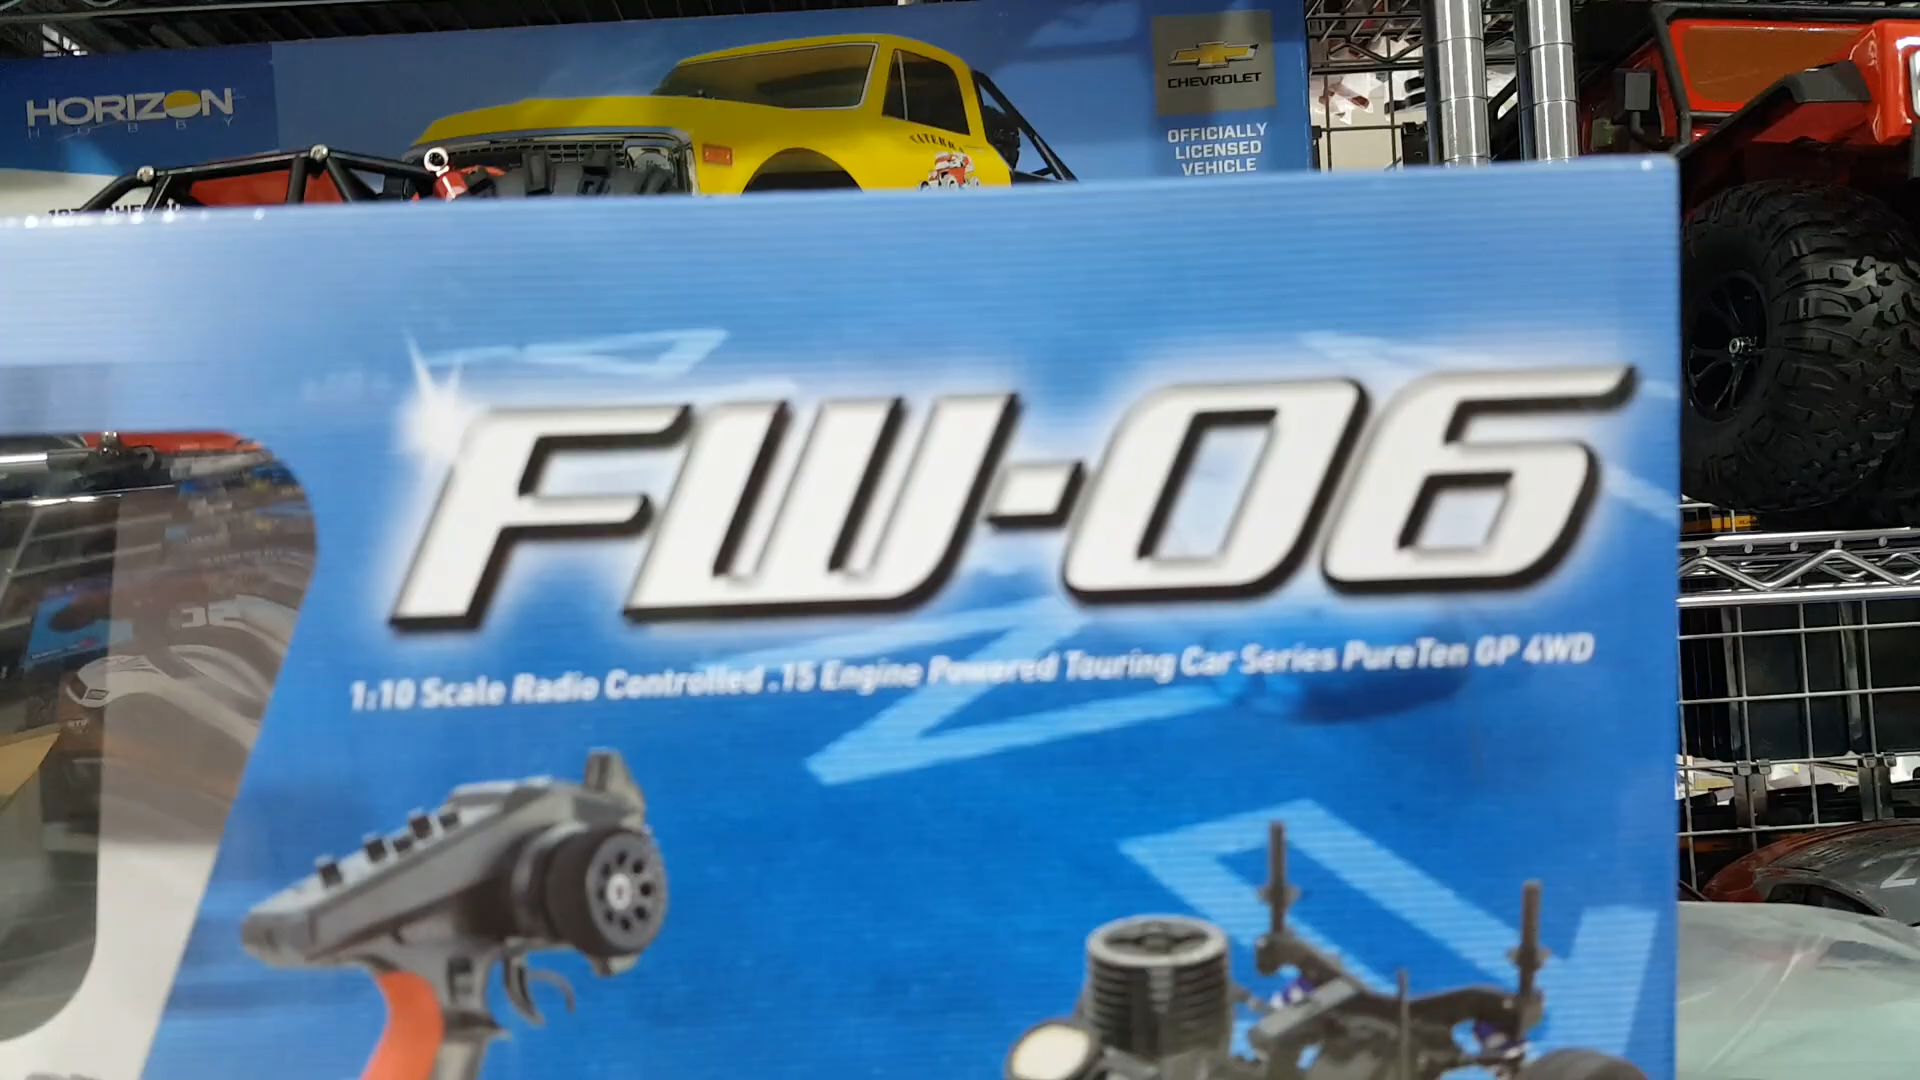 HORIZON
HOBBY
CHEVROLET
OFFICIALLY
LICENSED
VEHICLE
FW-06
1:10 Scale Radio Controlled .15 Engine Powered Touring Car Series PureTen GP 4WD